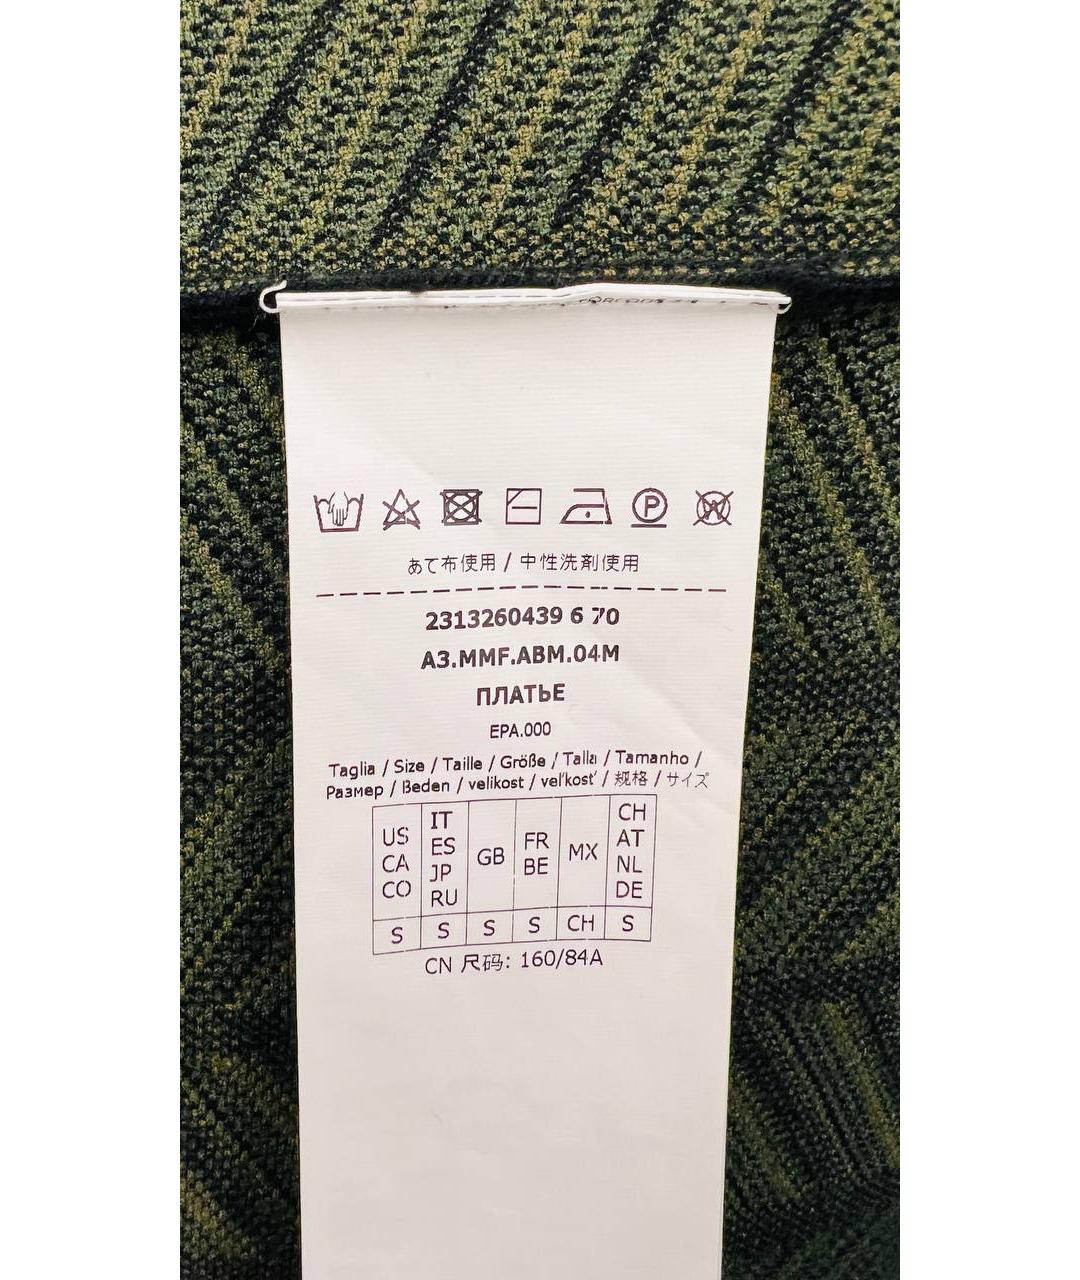 P W
あて布使用 / 中性洗剤使用
2313260439 6 70
A3.MMF.ABM.04M
ПЛАТЬЕ
EPA.000
Taglia / Size / Taille / Größe / Talla / Tamanho /
Размер / Beden / velikost / veľkosť / 规格 / サイズ
US CA CO IT ES JP RU GB FR BE MX CH AT NL DE
S S S S CH S
CN 尺码: 160/84A